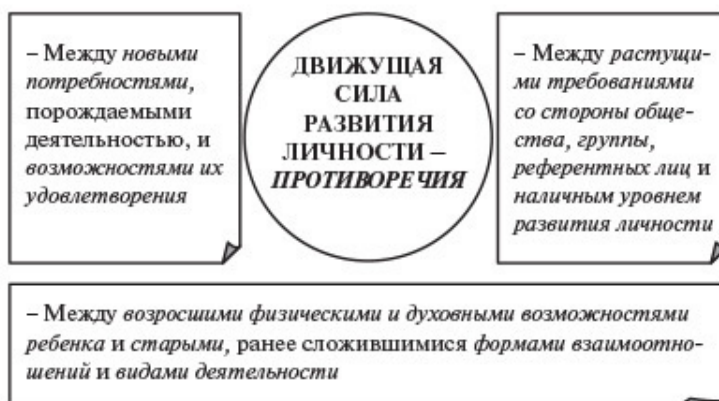 – Между новыми
потребностями,
порождаемыми
деятельностью, и
возможностями их
удовлетворения
ДВИЖУЩАЯ
СИЛА
РАЗВИТИЯ
ЛИЧНОСТИ –
ПРОТИВОРЕЧИЯ
– Между растущи-
ми требованиями
со стороны обще-
ства, группы,
референтных лиц и
наличным уровнем
развития личности
– Между возросшими физическими и духовными возможностями
ребенка и старыми, ранее сложившимися формами взаимоотно-
шений и видами деятельности